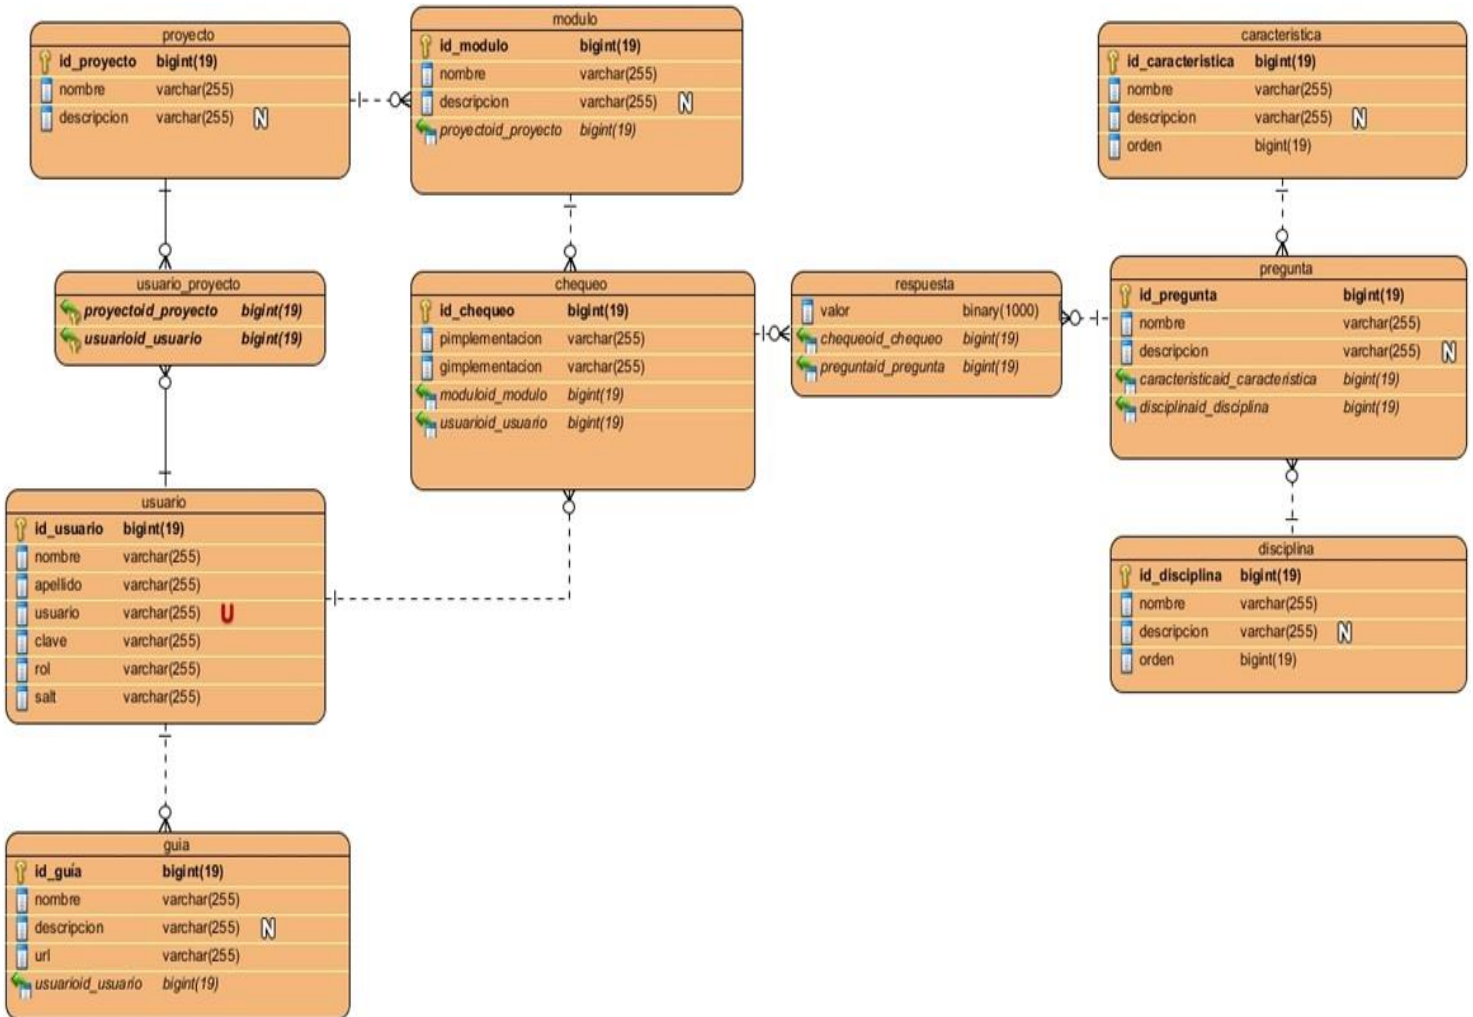 proyecto
id_proyecto bigint(19)
nombre varchar(255)
descripcion varchar(255) N
modulo
id_modulo bigint(19)
nombre varchar(255)
descripcion varchar(255) N
proyectoid_proyecto bigint(19)
caracteristica
id_caracteristica bigint(19)
nombre varchar(255)
descripcion varchar(255) N
orden bigint(19)
usuario_proyecto
proyectoid_proyecto bigint(19)
usuarioid_usuario bigint(19)
chequeo
id_chequeo bigint(19)
pimplementacion varchar(255)
gimplementacion varchar(255)
moduloid_modulo bigint(19)
usuarioid_usuario bigint(19)
respuesta
valor binary(1000)
chequeoid_chequeo bigint(19)
preguntaid_pregunta bigint(19)
pregunta
id_pregunta bigint(19)
nombre varchar(255)
descripcion varchar(255) N
caracteristicaid_caracteristica bigint(19)
disciplinaid_disciplina bigint(19)
usuario
id_usuario bigint(19)
nombre varchar(255)
apellido varchar(255)
usuario varchar(255) U
clave varchar(255)
rol varchar(255)
salt varchar(255)
disciplina
id_disciplina bigint(19)
nombre varchar(255)
descripcion varchar(255) N
orden bigint(19)
guia
id_guía bigint(19)
nombre varchar(255)
descripcion varchar(255) N
url varchar(255)
usuarioid_usuario bigint(19)